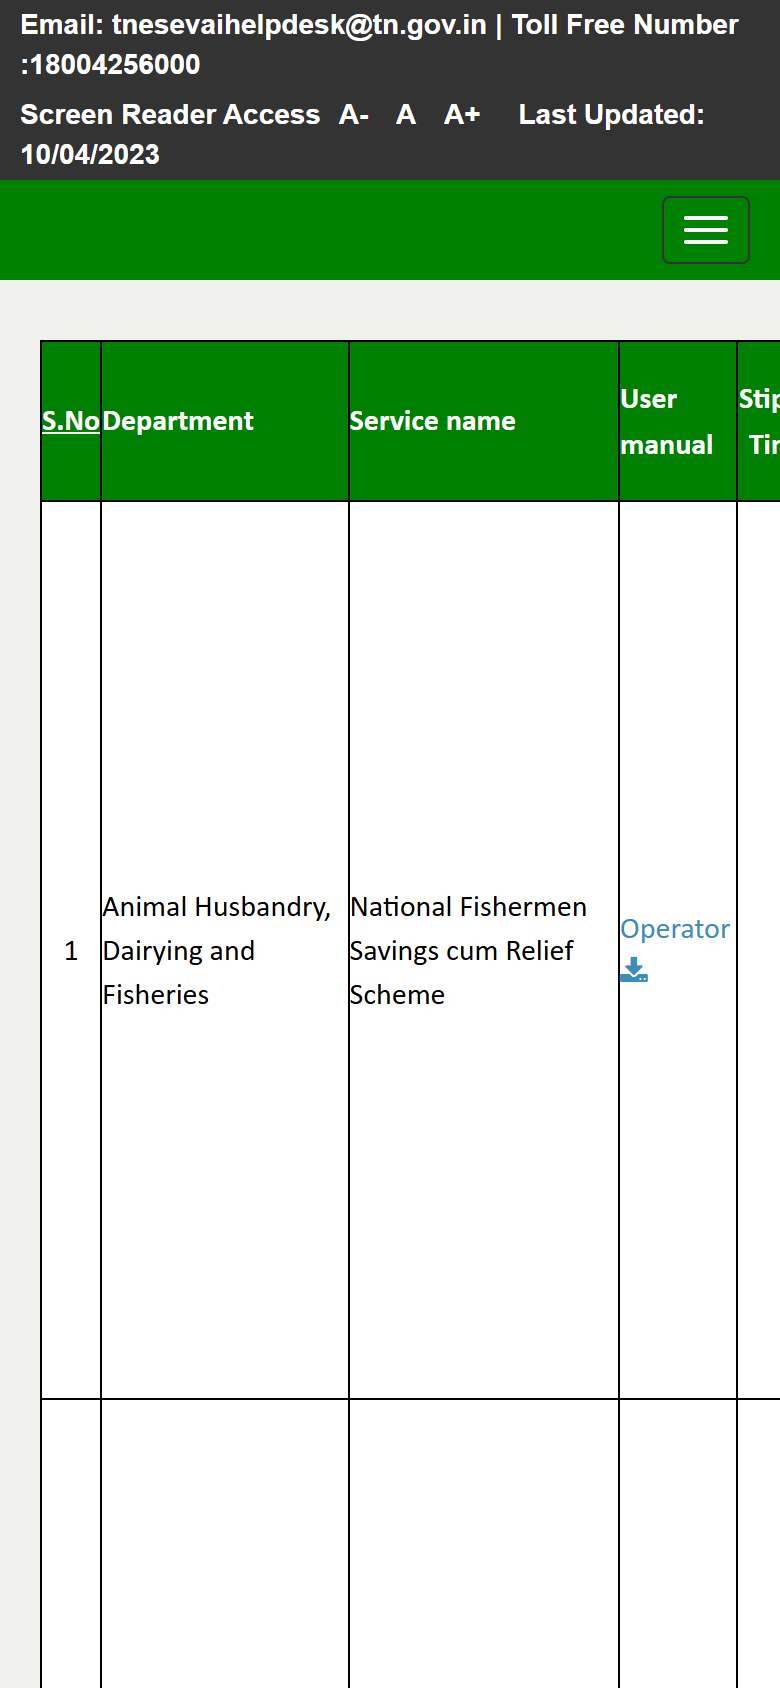 Email: tnesevaihelpdesk@tn.gov.in | Toll Free Number
:18004256000
Screen Reader Access A- A A+ Last Updated:
10/04/2023
S.No Department Service name User manual
1 Animal Husbandry, Dairying and Fisheries National Fishermen Savings cum Relief Scheme Operator